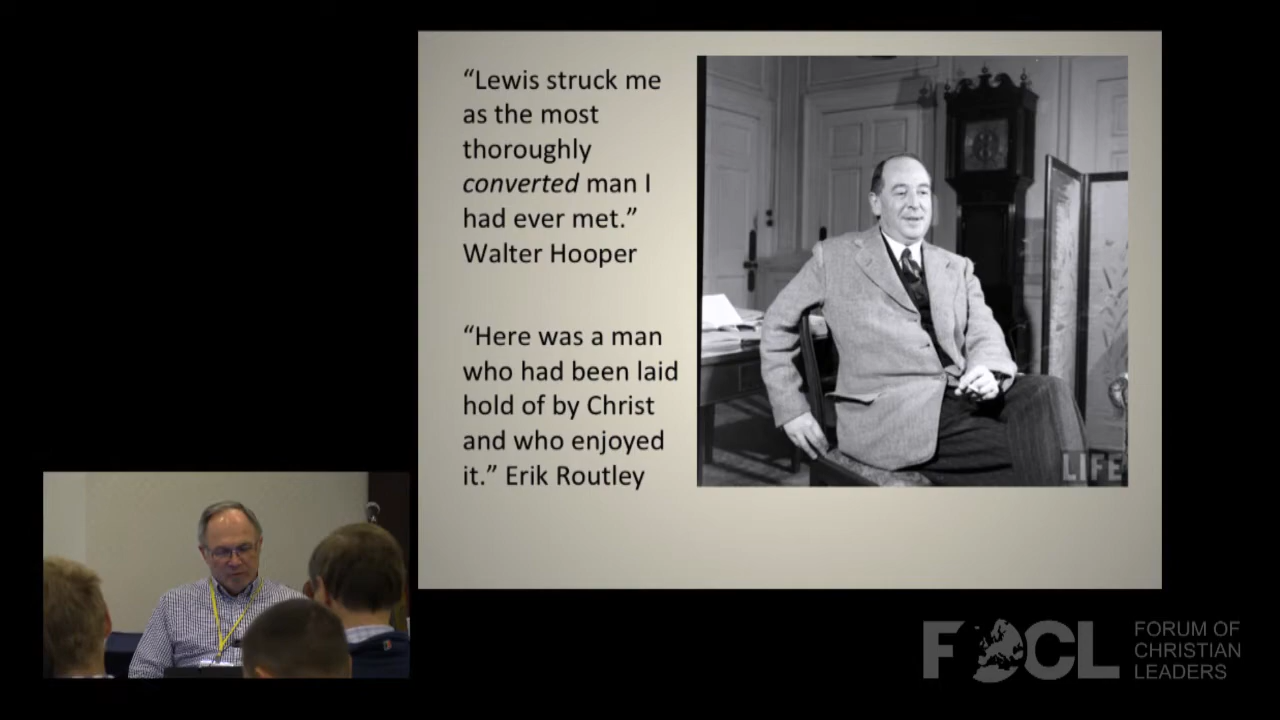 “Lewis struck me
as the most
thoroughly
converted man I
had ever met.”
Walter Hooper
“Here was a man
who had been laid
hold of by Christ
and who enjoyed
it.” Erik Routley
LIFE
FOCL
FORUM OF
CHRISTIAN
LEADERS